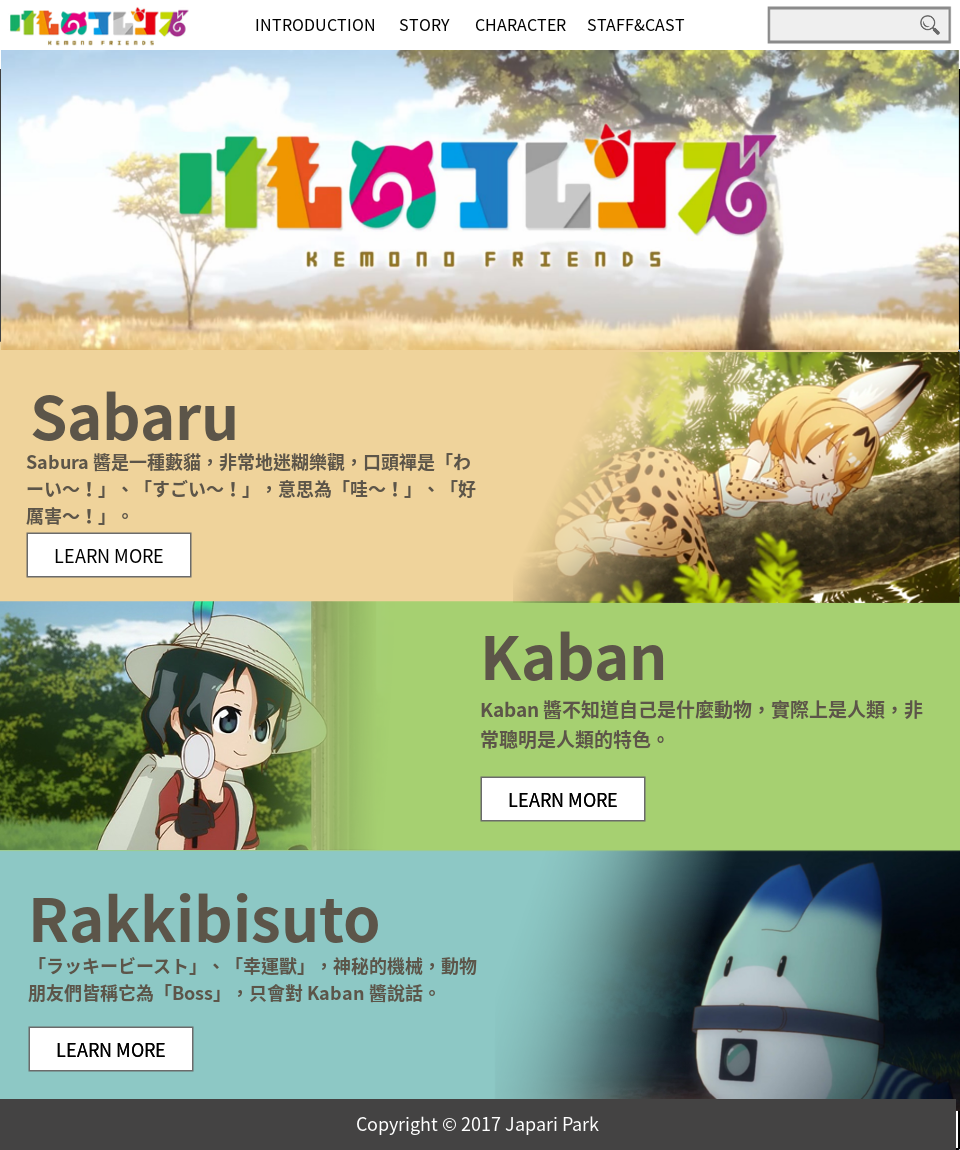 けものフレンズ
KEMONO FRIENDS
INTRODUCTION STORY CHARACTER STAFF&CAST
けものフレンズ
KEMONO FRIENDS
Sabaru
Sabura 醬是一種藪貓，非常地迷糊樂觀，口頭禪是「わ
ーい～！」、「すごい～！」，意思為「哇～！」、「好
厲害～！」。
LEARN MORE
Kaban
Kaban 醬不知道自己是什麼動物，實際上是人類，非
常聰明是人類的特色。
LEARN MORE
Rakkibisuto
「ラッキービースト」、「幸運獸」，神秘的機械，動物
朋友們皆稱它為「Boss」，只會對 Kaban 醬說話。
LEARN MORE
Copyright © 2017 Japari Park